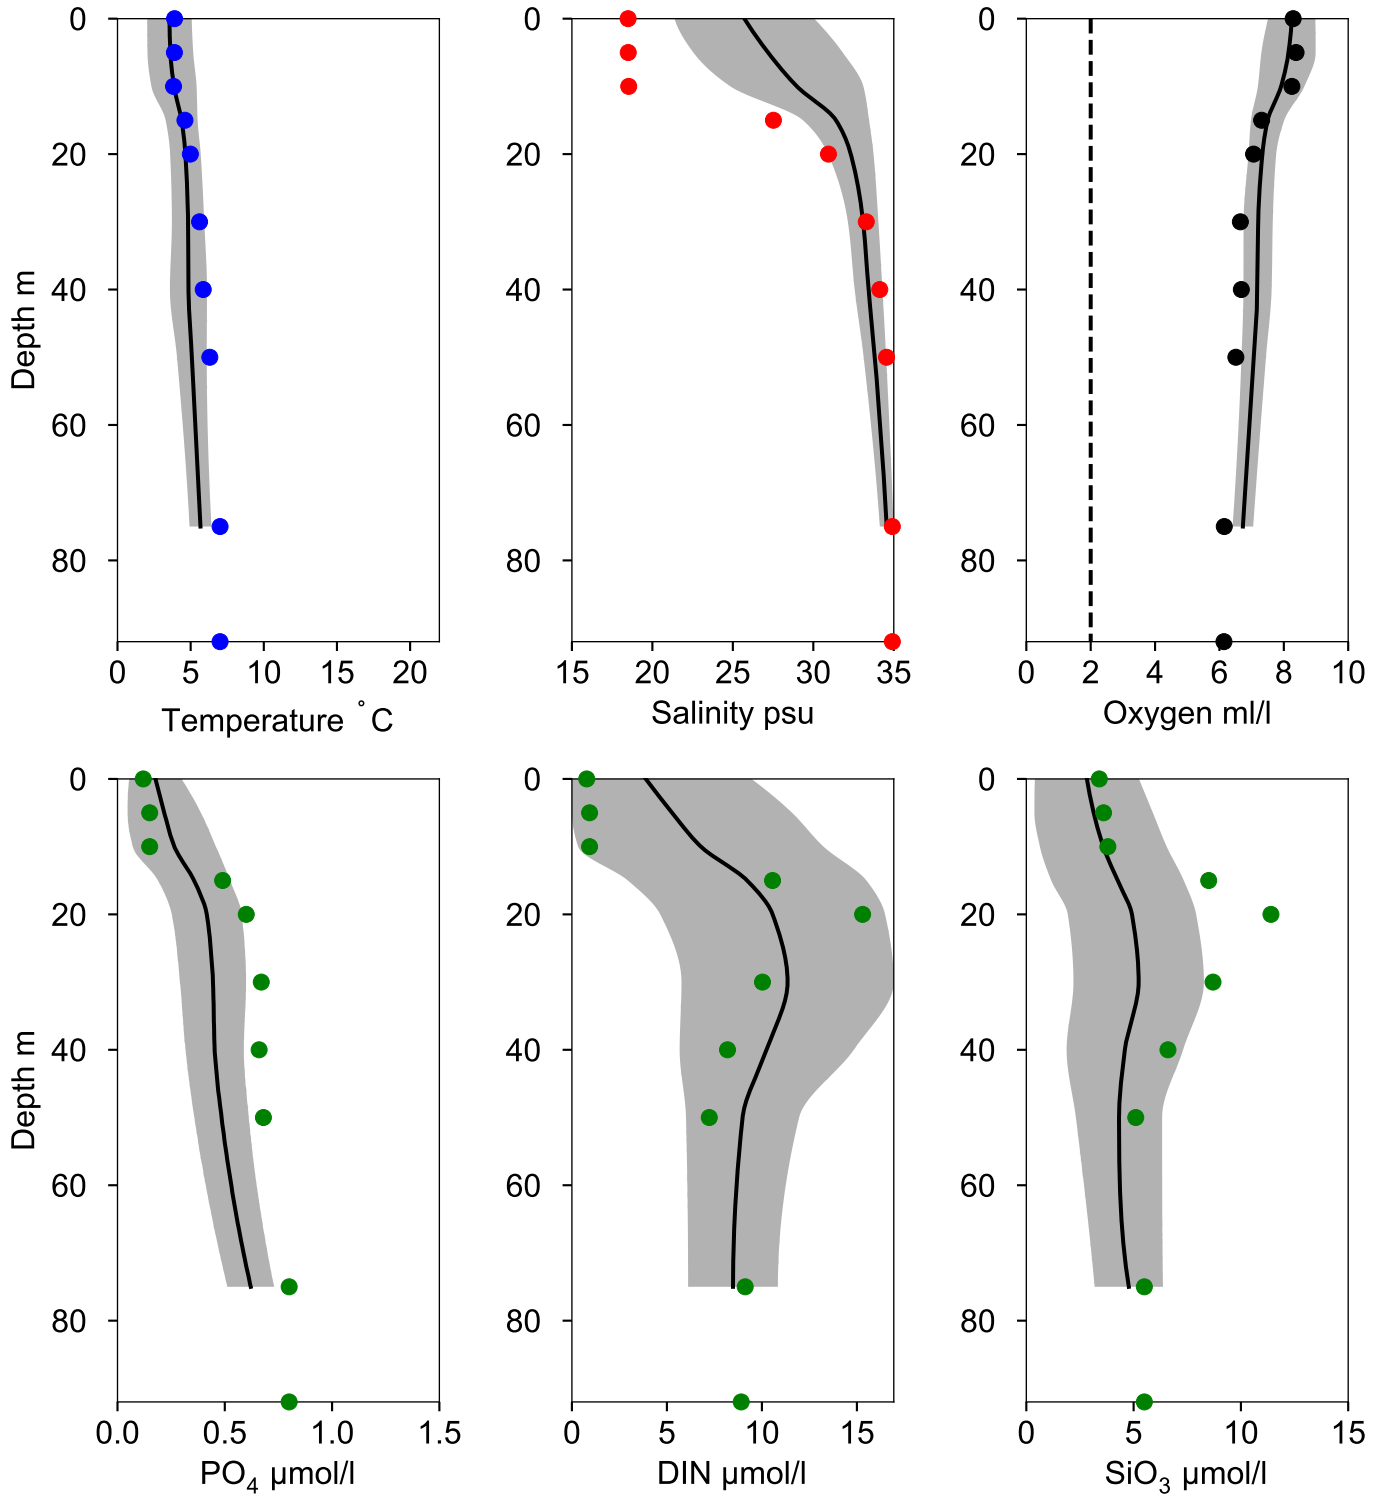 0 0 0
20 20 20
40 40 40
60 60 60
80 80 80
Depth m
0 5 10 15 20 15 20 25 30 35 0 2 4 6 8 10
Temperature °C Salinity psu Oxygen ml/l
0 0 0
20 20 20
40 40 40
60 60 60
80 80 80
Depth m
0.0 0.5 1.0 1.5 0 5 10 15 0 5 10 15
PO4 µmol/l DIN µmol/l SiO3 µmol/l